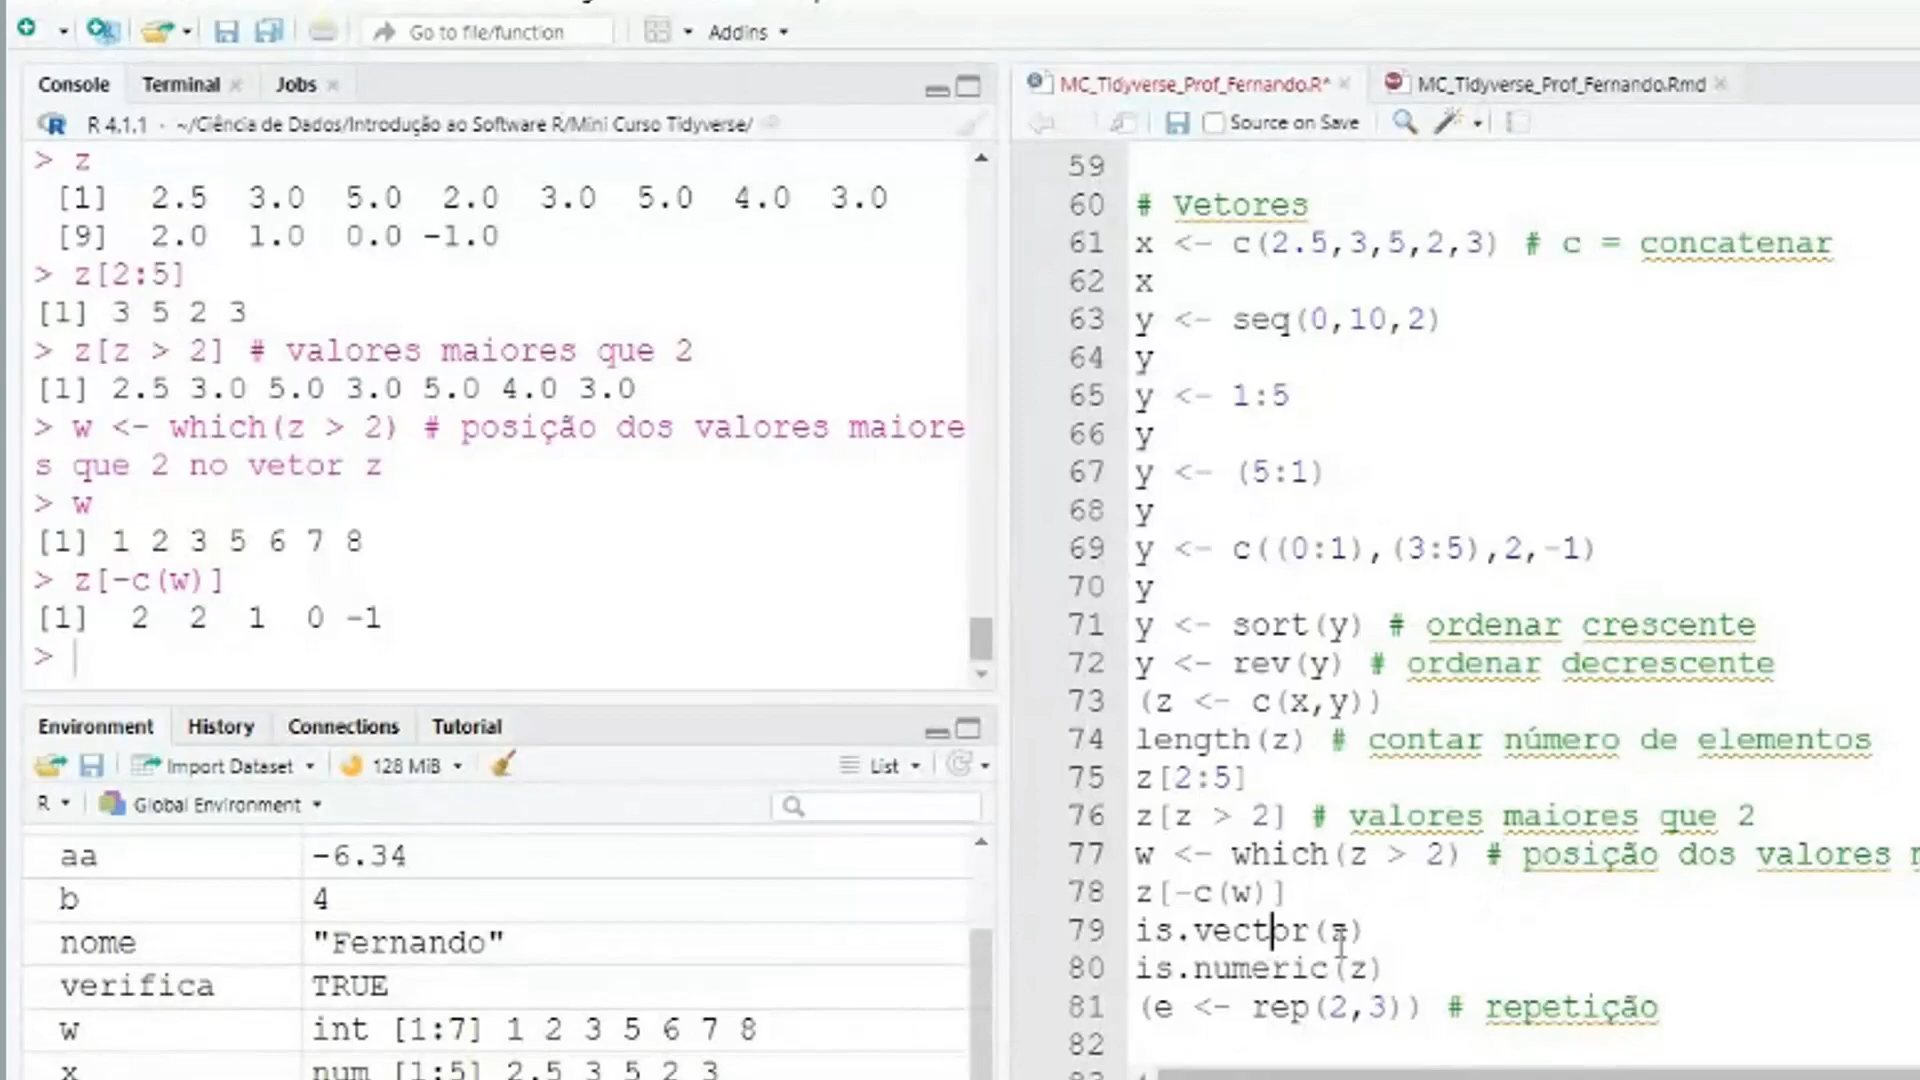 Go to file/function
Addins
Console Terminal Jobs
R 4.1.1 · ~/Ciência de Dados/Introdução ao Software R/Mini Curso Tidyverse/
> z
[1] 2.5 3.0 5.0 2.0 3.0 5.0 4.0 3.0
[9] 2.0 1.0 0.0 -1.0
> z[2:5]
[1] 3 5 2 3
> z[z > 2] # valores maiores que 2
[1] 2.5 3.0 5.0 3.0 5.0 4.0 3.0
> w <- which(z > 2) # posição dos valores maiore
s que 2 no vetor z
> w
[1] 1 2 3 5 6 7 8
> z[-c(w)]
[1] 2 2 1 0 -1
>
Environment History Connections Tutorial
Import Dataset 128 MiB List
R Global Environment
aa -6.34
b 4
nome "Fernando"
verifica TRUE
w int [1:7] 1 2 3 5 6 7 8
x num [1:5] 2.5 3 5 2 3
MC_Tidyverse_Prof_Fernando.R* MC_Tidyverse_Prof_Fernando.Rmd
Source on Save
59
60 # Vetores
61 x <- c(2.5,3,5,2,3) # c = concatenar
62 x
63 y <- seq(0,10,2)
64 y
65 y <- 1:5
66 y
67 y <- (5:1)
68 y
69 y <- c((0:1),(3:5),2,-1)
70 y
71 y <- sort(y) # ordenar crescente
72 y <- rev(y) # ordenar decrescente
73 (z <- c(x,y))
74 length(z) # contar número de elementos
75 z[2:5]
76 z[z > 2] # valores maiores que 2
77 w <- which(z > 2) # posição dos valores
78 z[-c(w)]
79 is.vector(z)
80 is.numeric(z)
81 (e <- rep(2,3)) # repetição
82